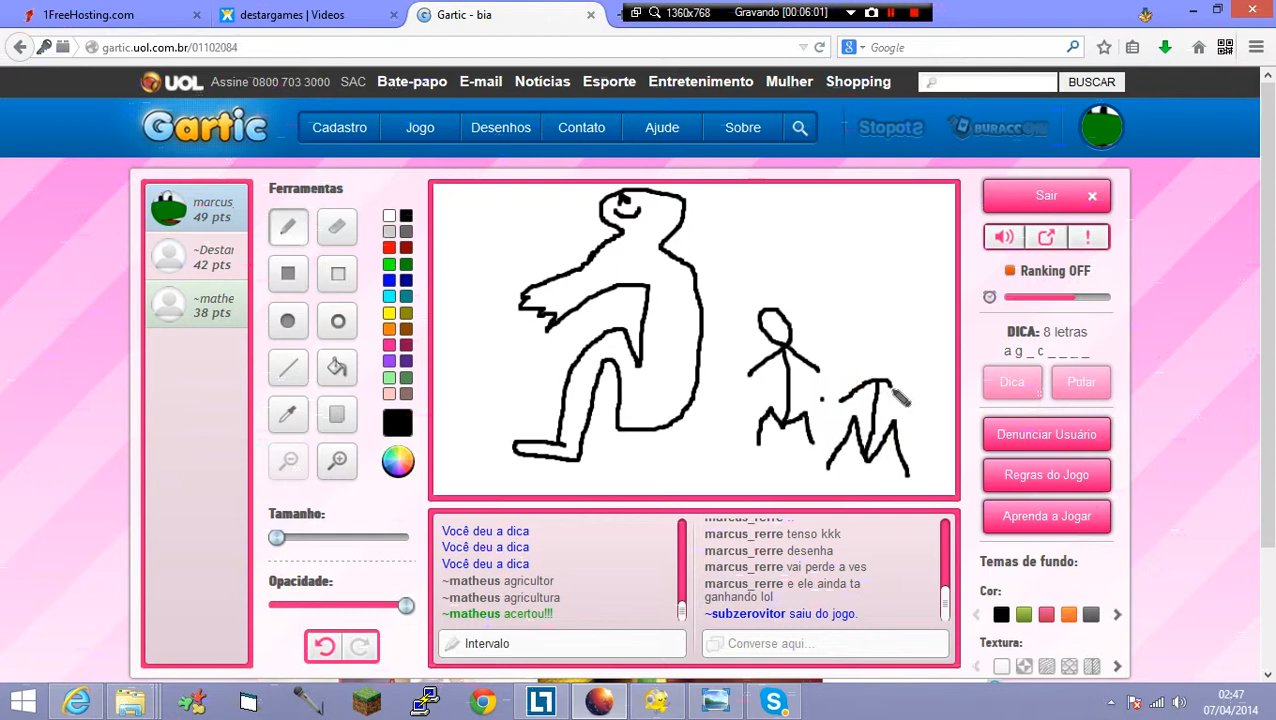 1FreeHosting.com
destargames | Videos
Gartic - bia
1360x768
Gravando [00:06:01]
gartic.uol.com.br/01102084
Google
UOL Assine 0800 703 3000 SAC Bate-papo E-mail Notícias Esporte Entretenimento Mulher Shopping BUSCAR
Gartic Cadastro Jogo Desenhos Contato Ajuda Sobre StopotS
marcus_
49 pts
~Destar
42 pts
~mathe
38 pts
Ferramentas
Tamanho:
Opacidade:
Sair
Ranking OFF
DICA: 8 letras
a g _ c _ _ _ _
Dica Pular
Denunciar Usuário
Regras do Jogo
Aprenda a Jogar
Temas de fundo:
Cor:
Textura:
Você deu a dica
Você deu a dica
Você deu a dica
~matheus agricultor
~matheus agricultura
~matheus acertou!!!
Intervalo
marcus_rerre ..
marcus_rerre tenso kkk
marcus_rerre desenha
marcus_rerre vai perde a ves
marcus_rerre e ele ainda ta
ganhando lol
~subzerovitor saiu do jogo.
Converse aqui...
02:47
07/04/2014